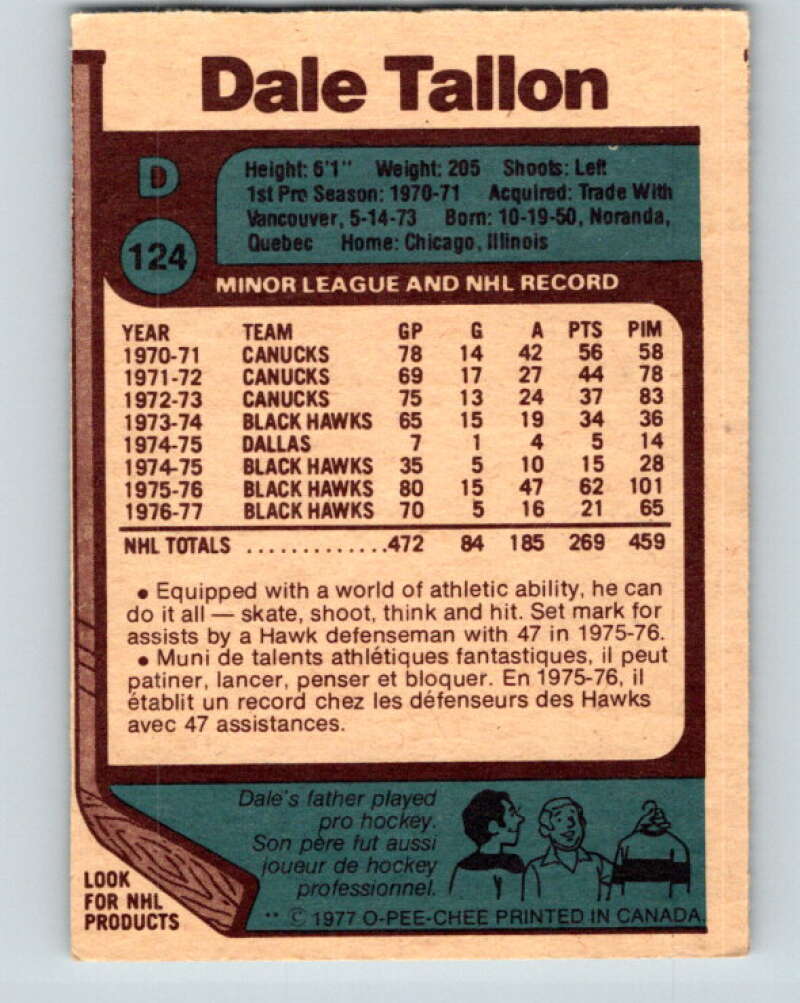 Dale Tallon
D
124
Height: 6'1" Weight: 205 Shoots: Left
1st Pro Season: 1970-71 Acquired: Trade With
Vancouver, 5-14-73 Born: 10-19-50, Noranda,
Quebec Home: Chicago, Illinois
MINOR LEAGUE AND NHL RECORD
YEAR TEAM GP G A PTS PIM
1970-71 CANUCKS 78 14 42 56 58
1971-72 CANUCKS 69 17 27 44 78
1972-73 CANUCKS 75 13 24 37 83
1973-74 BLACK HAWKS 65 15 19 34 36
1974-75 DALLAS 7 1 4 5 14
1974-75 BLACK HAWKS 35 5 10 15 28
1975-76 BLACK HAWKS 80 15 47 62 101
1976-77 BLACK HAWKS 70 5 16 21 65
NHL TOTALS .............472 84 185 269 459
• Equipped with a world of athletic ability, he can
do it all — skate, shoot, think and hit. Set mark for
assists by a Hawk defenseman with 47 in 1975-76.
• Muni de talents athlétiques fantastiques, il peut
patiner, lancer, penser et bloquer. En 1975-76, il
établit un record chez les défenseurs des Hawks
avec 47 assistances.
Dale's father played
pro hockey.
Son père fut aussi
joueur de hockey
professionnel.
LOOK
FOR NHL
PRODUCTS
** © 1977 O-PEE-CHEE PRINTED IN CANADA.